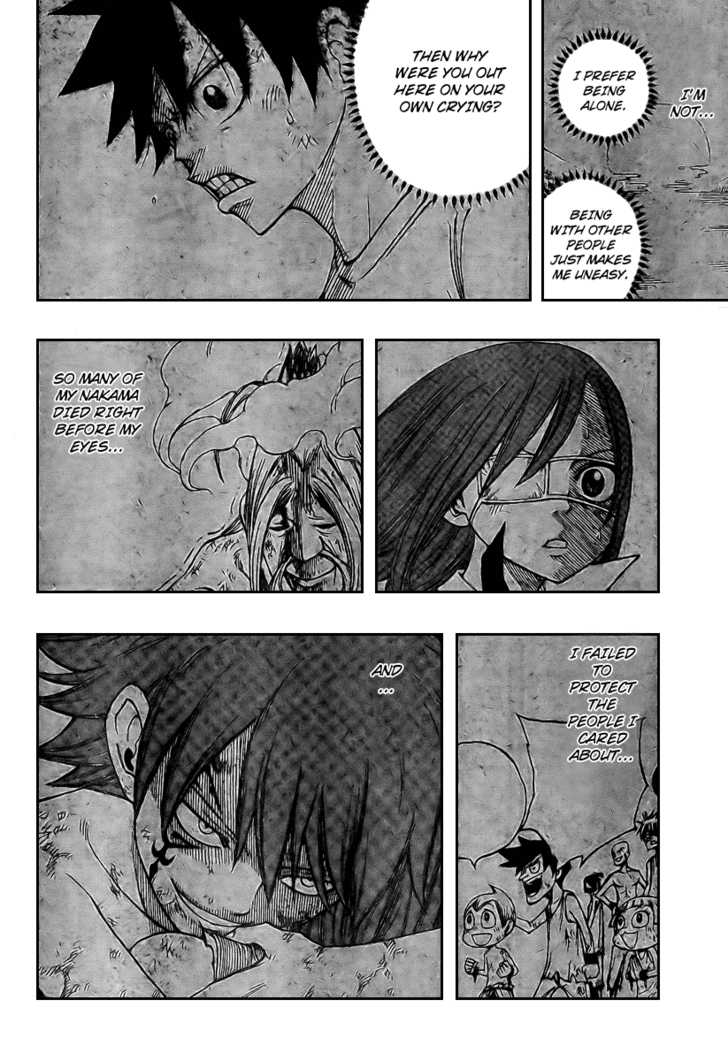 I'M
NOT...
I PREFER
BEING
ALONE.
BEING
WITH OTHER
PEOPLE
JUST MAKES
ME UNEASY.
THEN WHY
WERE YOU OUT
HERE ON YOUR
OWN CRYING?
SO MANY OF
MY NAKAMA
DIED RIGHT
BEFORE MY
EYES...
I FAILED
TO
PROTECT
THE
PEOPLE I
CARED
ABOUT...
AND
...